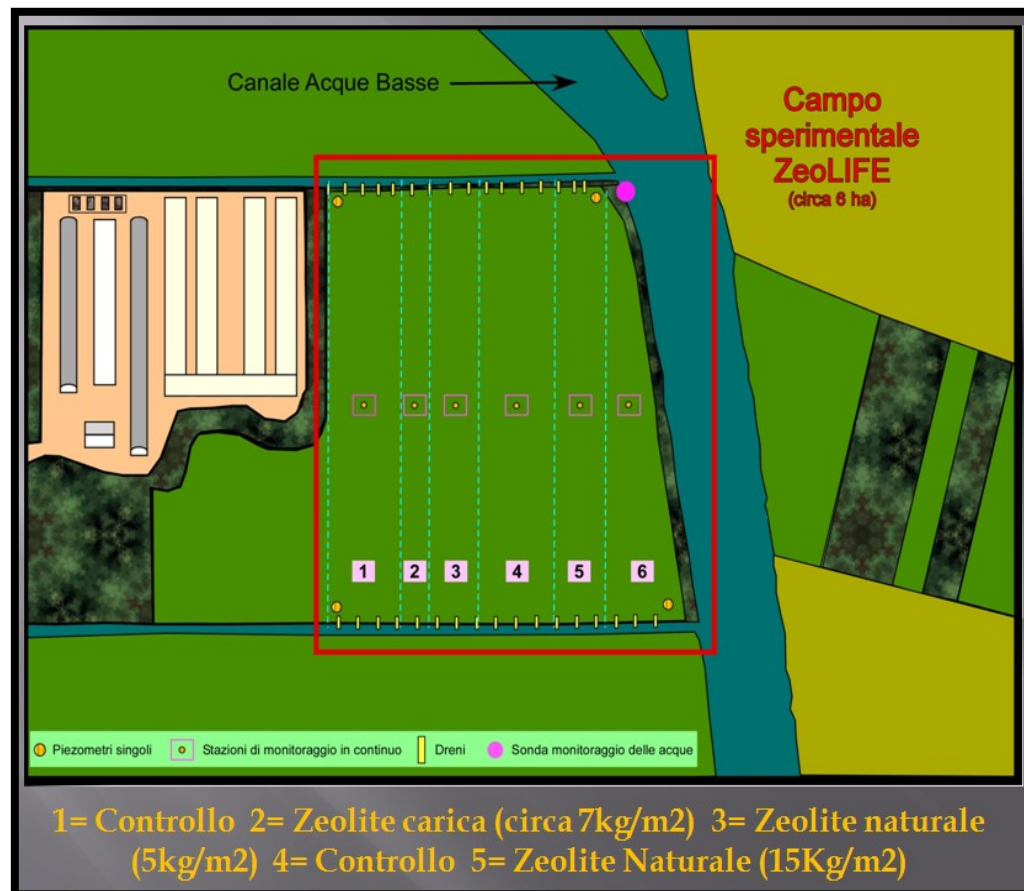 Canale Acque Basse
Campo
sperimentale
ZeoLIFE
(circa 6 ha)
1 2 3 4 5 6
Piezometri singoli Stazioni di monitoraggio in continuo Dreni Sonda monitoraggio delle acque
1= Controllo 2= Zeolite carica (circa 7kg/m2) 3= Zeolite naturale
(5kg/m2) 4= Controllo 5= Zeolite Naturale (15Kg/m2)